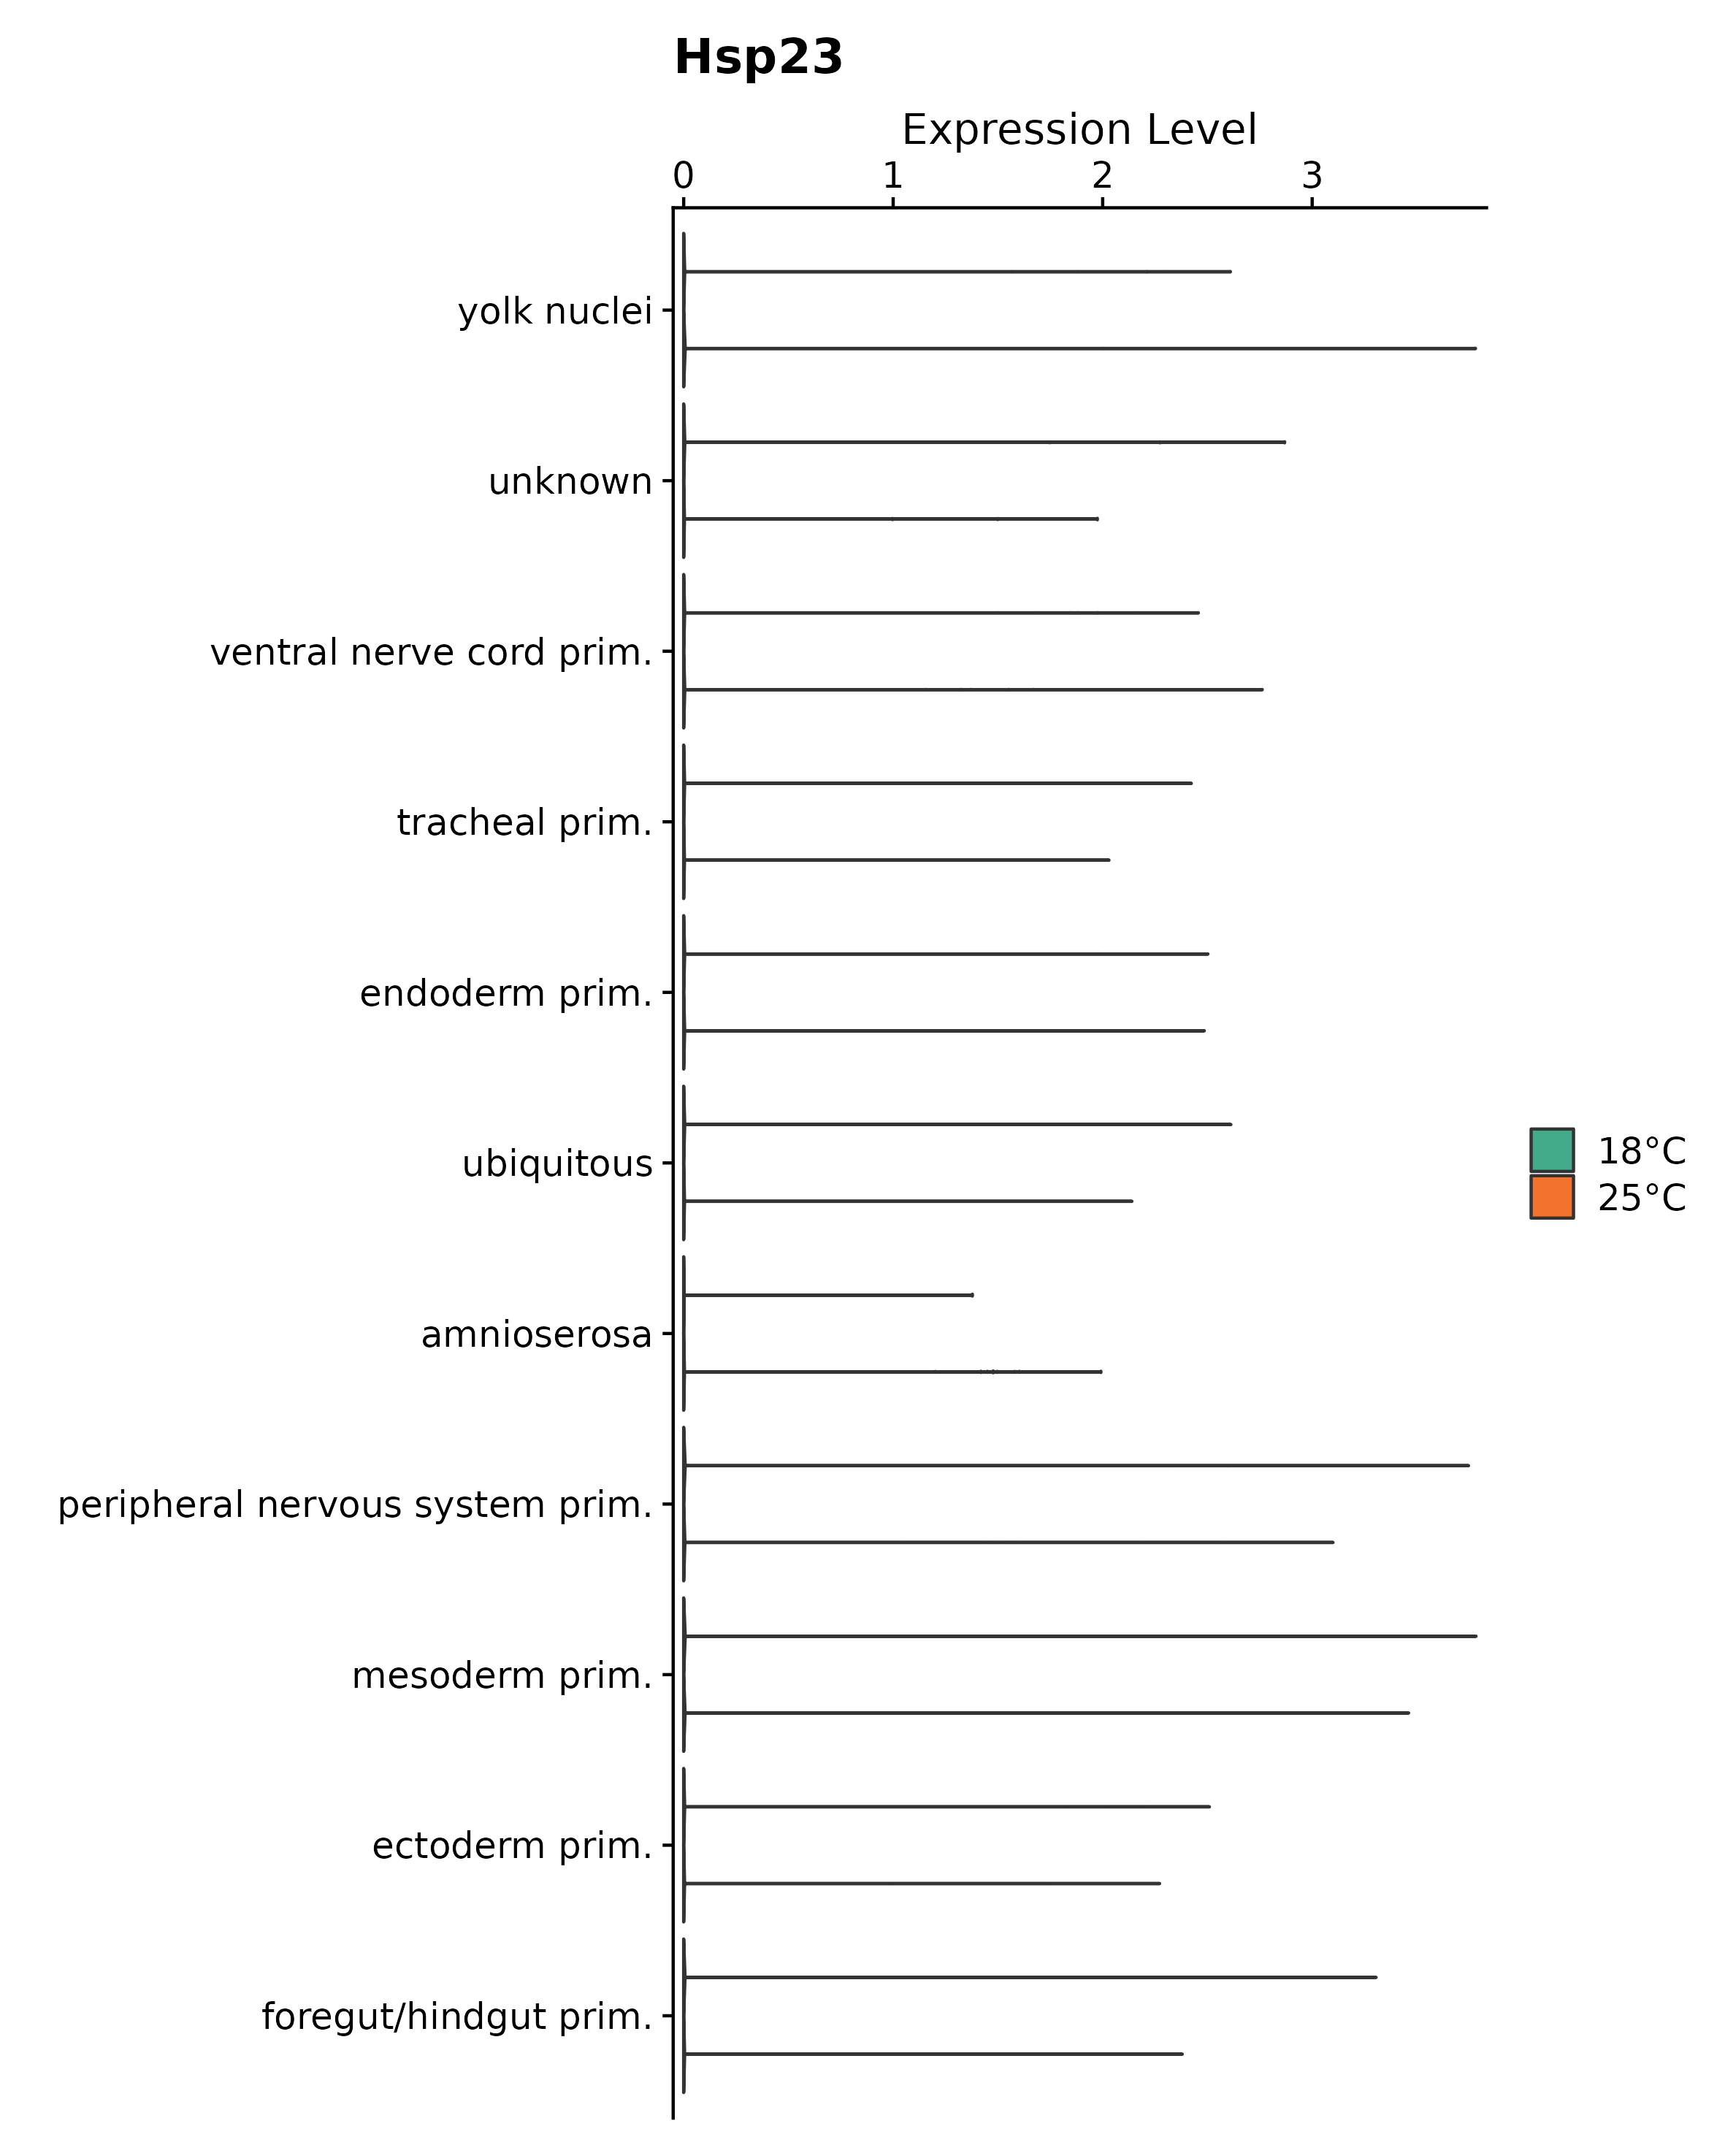 Hsp23
Expression Level
0 1 2 3
yolk nuclei
unknown
ventral nerve cord prim.
tracheal prim.
endoderm prim.
ubiquitous
amnioserosa
peripheral nervous system prim.
mesoderm prim.
ectoderm prim.
foregut/hindgut prim.
18°C
25°C